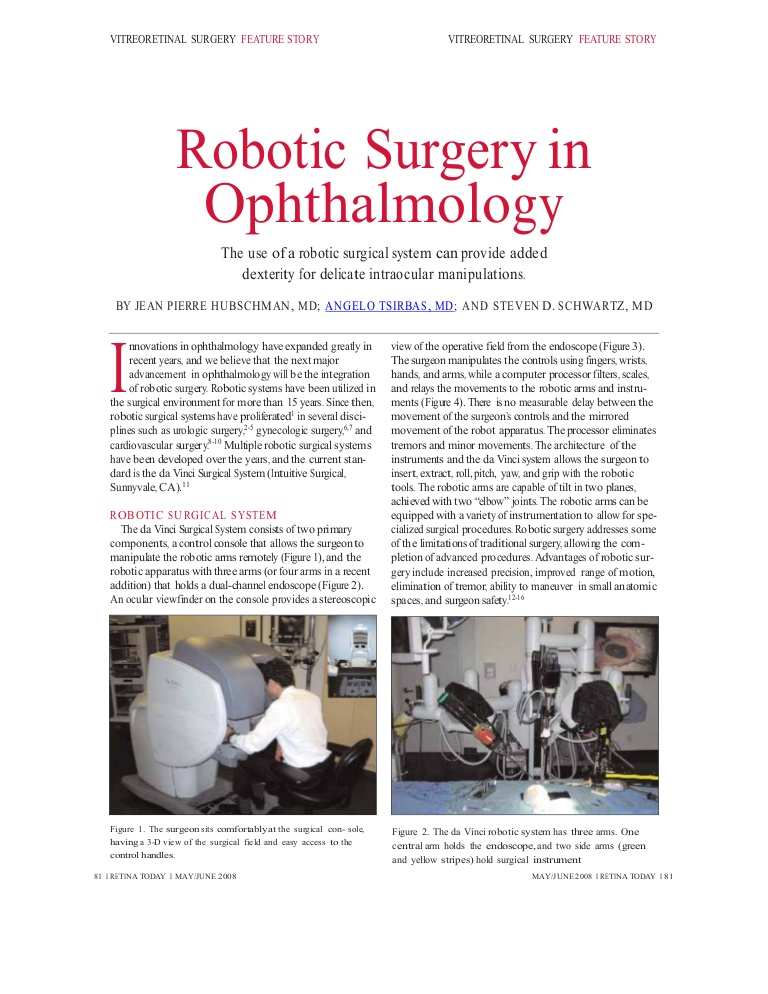 VITREORETINAL SURGERY FEATURE STORY
VITREORETINAL SURGERY FEATURE STORY
Robotic Surgery in
Ophthalmology
The use of a robotic surgical system can provide added
dexterity for delicate intraocular manipulations.
BY JEAN PIERRE HUBSCHMAN, MD; ANGELO TSIRBAS, MD; AND STEVEN D. SCHWARTZ, MD
Innovations in ophthalmology have expanded greatly in
recent years, and we believe that the next major
advancement in ophthalmology will be the integration
of robotic surgery. Robotic systems have been utilized in
the surgical environment for more than 15 years. Since then,
robotic surgical systems have proliferated1 in several disci-
plines such as urologic surgery,2-5 gynecologic surgery,6,7 and
cardiovascular surgery.8-10 Multiple robotic surgical systems
have been developed over the years, and the current stan-
dard is the da Vinci Surgical System (Intuitive Surgical,
Sunnyvale, CA).11
ROBOTIC SURGICAL SYSTEM
The da Vinci Surgical System consists of two primary
components, a control console that allows the surgeon to
manipulate the robotic arms remotely (Figure 1), and the
robotic apparatus with three arms (or four arms in a recent
addition) that holds a dual-channel endoscope (Figure 2).
An ocular viewfinder on the console provides a stereoscopic
view of the operative field from the endoscope (Figure 3).
The surgeon manipulates the controls using fingers, wrists,
hands, and arms, while a computer processor filters, scales,
and relays the movements to the robotic arms and instru-
ments (Figure 4). There is no measurable delay between the
movement of the surgeon's controls and the mirrored
movement of the robot apparatus. The processor eliminates
tremors and minor movements. The architecture of the
instruments and the da Vinci system allows the surgeon to
insert, extract, roll, pitch, yaw, and grip with the robotic
tools. The robotic arms are capable of tilt in two planes,
achieved with two “elbow” joints. The robotic arms can be
equipped with a variety of instrumentation to allow for spe-
cialized surgical procedures. Robotic surgery addresses some
of the limitations of traditional surgery, allowing the com-
pletion of advanced procedures. Advantages of robotic sur-
gery include increased precision, improved range of motion,
elimination of tremor, ability to maneuver in small anatomic
spaces, and surgeon safety.12-16
Figure 1. The surgeon sits comfortably at the surgical con- sole,
having a 3-D view of the surgical field and easy access to the
control handles.
Figure 2. The da Vinci robotic system has three arms. One
central arm holds the endoscope, and two side arms (green
and yellow stripes) hold surgical instrument
81 I RETINA TODAY I MAY/JUNE 2008
MAY/JUNE 2008 I RETINA TODAY I 81